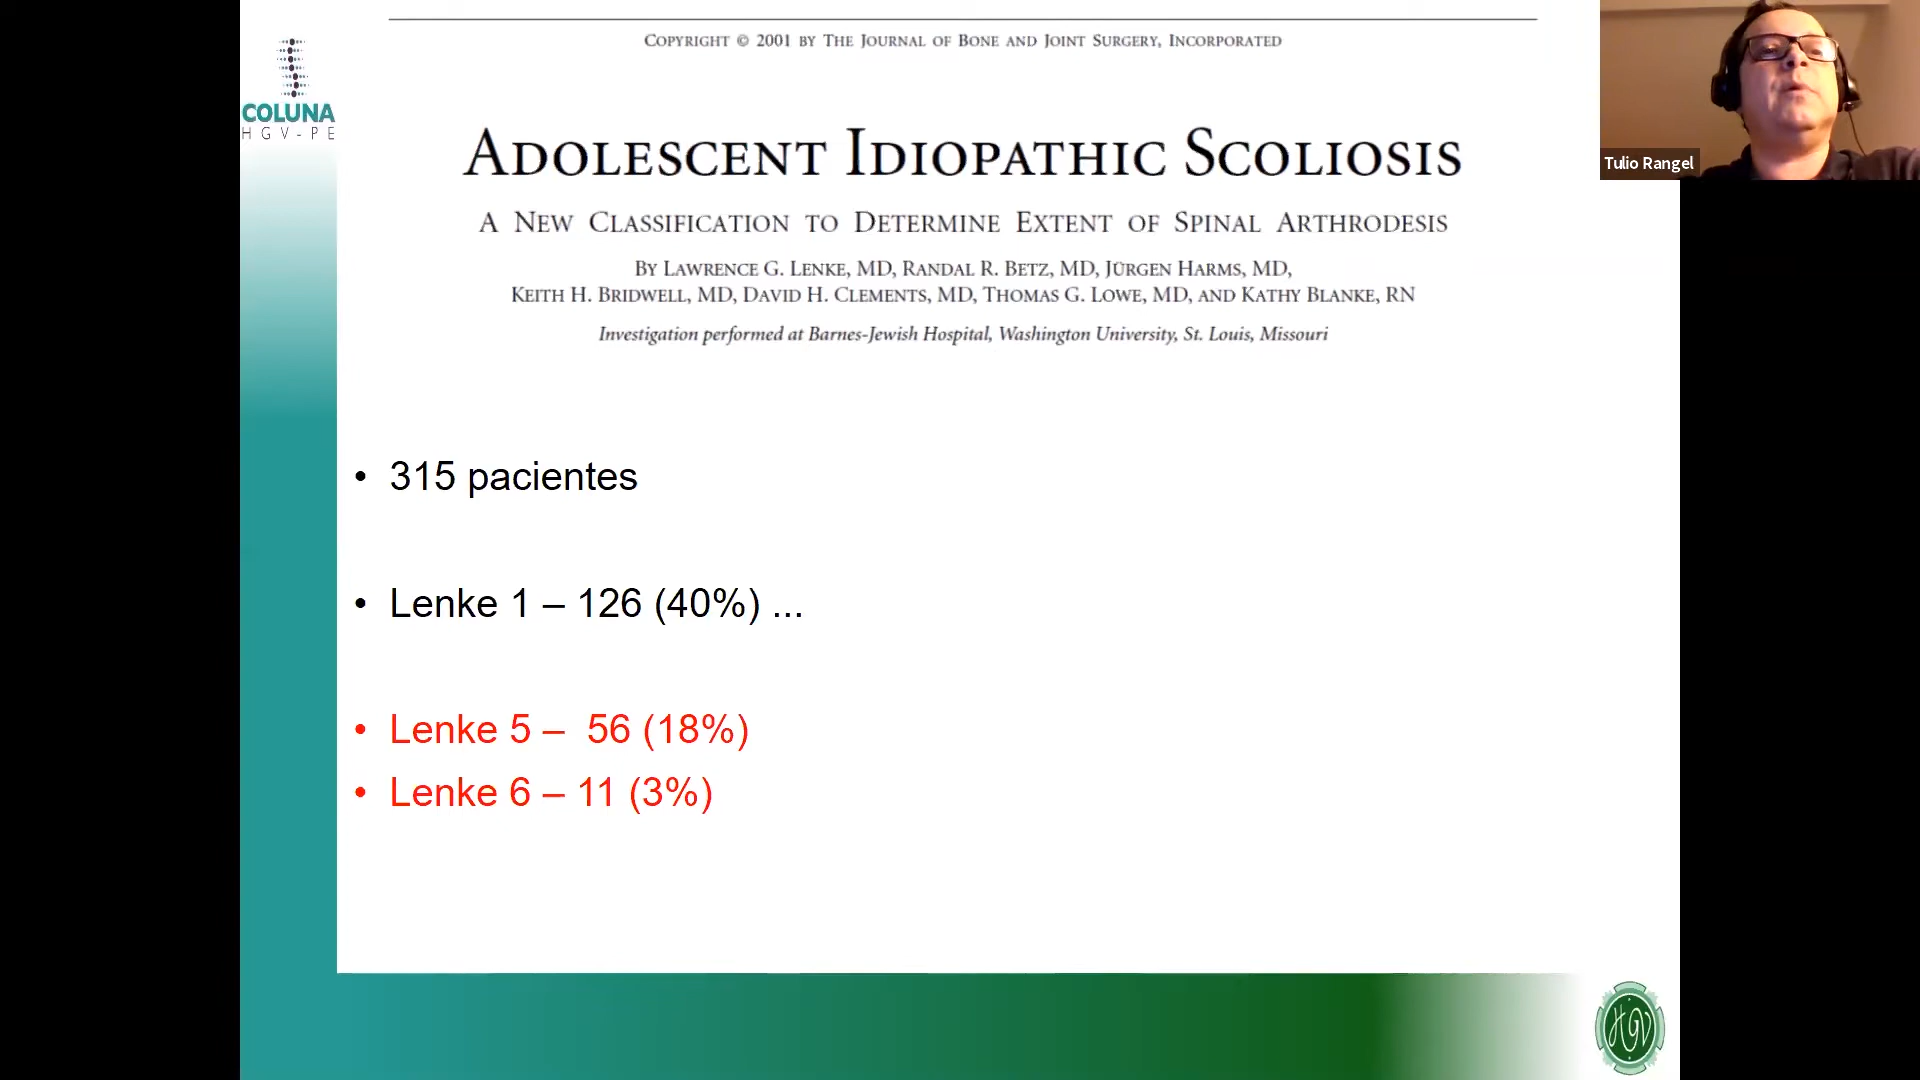 COPYRIGHT © 2001 BY THE JOURNAL OF BONE AND JOINT SURGERY, INCORPORATED
COLUNA
HGV-PE
ADOLESCENT IDIOPATHIC SCOLIOSIS
A NEW CLASSIFICATION TO DETERMINE EXTENT OF SPINAL ARTHRODESIS
BY LAWRENCE G. LENKE, MD, RANDAL R. BETZ, MD, JÜRGEN HARMS, MD,
KEITH H. BRIDWELL, MD, DAVID H. CLEMENTS, MD, THOMAS G. LOWE, MD, AND KATHY BLANKE, RN
Investigation performed at Barnes-Jewish Hospital, Washington University, St. Louis, Missouri
Tulio Rangel
• 315 pacientes
• Lenke 1 – 126 (40%) ...
• Lenke 5 – 56 (18%)
• Lenke 6 – 11 (3%)
HGV